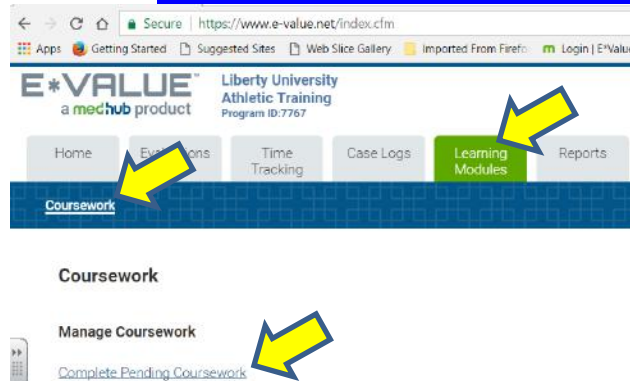 Secure | https://www.e-value.net/index.cfm
Apps Getting Started Suggested Sites Web Slice Gallery Imported From Firefo Login | E*Valu
E*VALUE™ Liberty University
a medhub product Athletic Training
Program ID:7767
Home Time Tracking Case Logs Learning Modules Reports
Coursework
Coursework
Manage Coursework
Complete Pending Coursework